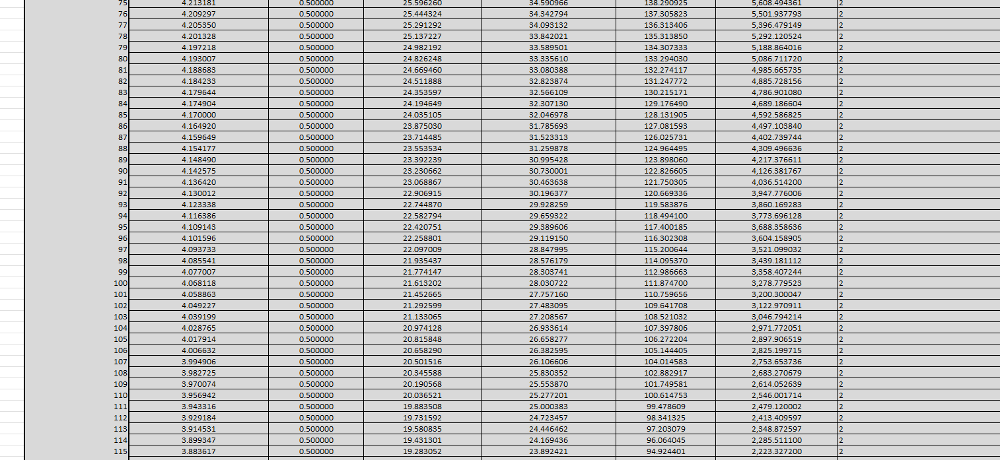 75 4.213181 0.500000 25.596260 34.590966 138.290925 5,608.494361 2
76 4.209297 0.500000 25.444324 34.342794 137.305823 5,501.937793 2
77 4.205350 0.500000 25.291292 34.093132 136.313406 5,396.479149 2
78 4.201328 0.500000 25.137227 33.842021 135.313850 5,292.120524 2
79 4.197218 0.500000 24.982192 33.589501 134.307333 5,188.864016 2
80 4.193007 0.500000 24.826248 33.335610 133.294030 5,086.711720 2
81 4.188683 0.500000 24.669460 33.080388 132.274117 4,985.665735 2
82 4.184233 0.500000 24.511888 32.823874 131.247772 4,885.728156 2
83 4.179644 0.500000 24.353597 32.566109 130.215171 4,786.901080 2
84 4.174904 0.500000 24.194649 32.307130 129.176490 4,689.186604 2
85 4.170000 0.500000 24.035105 32.046978 128.131905 4,592.586825 2
86 4.164920 0.500000 23.875030 31.785693 127.081593 4,497.103840 2
87 4.159649 0.500000 23.714485 31.523313 126.025731 4,402.739744 2
88 4.154177 0.500000 23.553534 31.259878 124.964495 4,309.496636 2
89 4.148490 0.500000 23.392239 30.995428 123.898060 4,217.376611 2
90 4.142575 0.500000 23.230662 30.730001 122.826605 4,126.381767 2
91 4.136420 0.500000 23.068867 30.463638 121.750305 4,036.514200 2
92 4.130012 0.500000 22.906915 30.196377 120.669336 3,947.776006 2
93 4.123338 0.500000 22.744870 29.928259 119.583876 3,860.169283 2
94 4.116386 0.500000 22.582794 29.659322 118.494100 3,773.696128 2
95 4.109143 0.500000 22.420751 29.389606 117.400185 3,688.358636 2
96 4.101596 0.500000 22.258801 29.119150 116.302308 3,604.158905 2
97 4.093733 0.500000 22.097009 28.847995 115.200644 3,521.099032 2
98 4.085541 0.500000 21.935437 28.576179 114.095370 3,439.181112 2
99 4.077007 0.500000 21.774147 28.303741 112.986663 3,358.407244 2
100 4.068118 0.500000 21.613202 28.030722 111.874700 3,278.779523 2
101 4.058863 0.500000 21.452665 27.757160 110.759656 3,200.300047 2
102 4.049227 0.500000 21.292599 27.483095 109.641708 3,122.970911 2
103 4.039199 0.500000 21.133065 27.208567 108.521032 3,046.794214 2
104 4.028765 0.500000 20.974128 26.933614 107.397806 2,971.772051 2
105 4.017914 0.500000 20.815848 26.658277 106.272204 2,897.906519 2
106 4.006632 0.500000 20.658290 26.382595 105.144405 2,825.199715 2
107 3.994906 0.500000 20.501516 26.106606 104.014583 2,753.653736 2
108 3.982725 0.500000 20.345588 25.830352 102.882917 2,683.270679 2
109 3.970074 0.500000 20.190568 25.553870 101.749581 2,614.052639 2
110 3.956942 0.500000 20.036521 25.277201 100.614753 2,546.001714 2
111 3.943316 0.500000 19.883508 25.000383 99.478609 2,479.120002 2
112 3.929184 0.500000 19.731592 24.723457 98.341325 2,413.409597 2
113 3.914531 0.500000 19.580835 24.446462 97.203079 2,348.872597 2
114 3.899347 0.500000 19.431301 24.169436 96.064045 2,285.511100 2
115 3.883617 0.500000 19.283052 23.892421 94.924401 2,223.327200 2